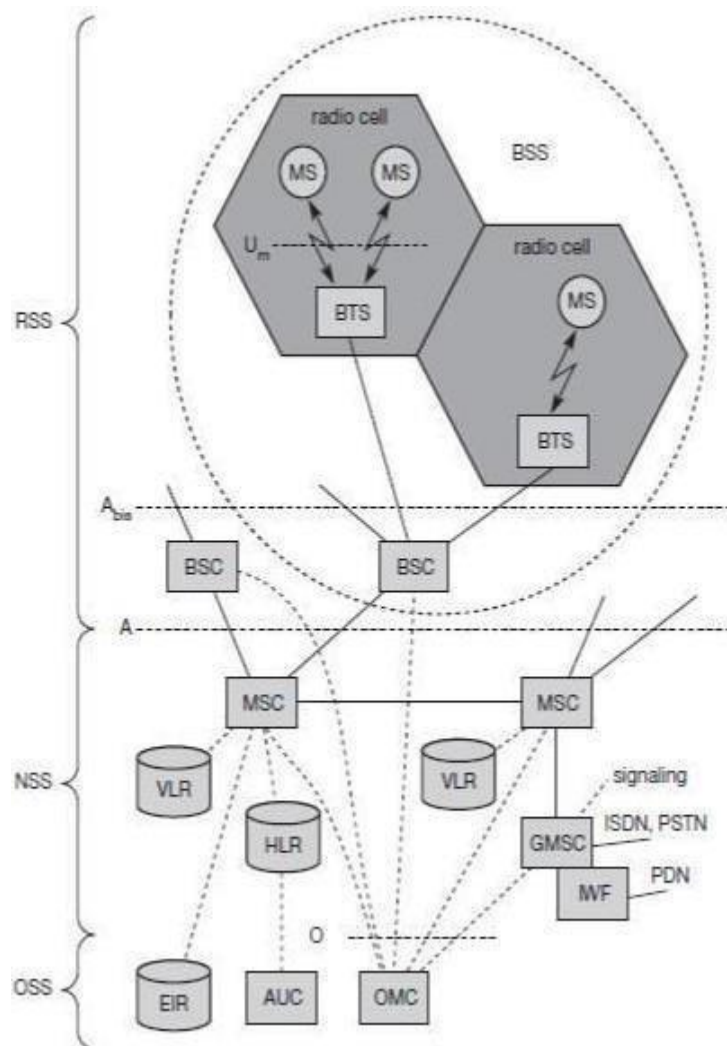 radio cell
BSS
MS
MS
radio cell
Um
MS
RSS
BTS
BTS
Abis
BSC
BSC
A
MSC
MSC
VLR
VLR
signaling
NSS
ISDN, PSTN
HLR
GMSC
PDN
IWF
O
OSS
EIR
AUC
OMC